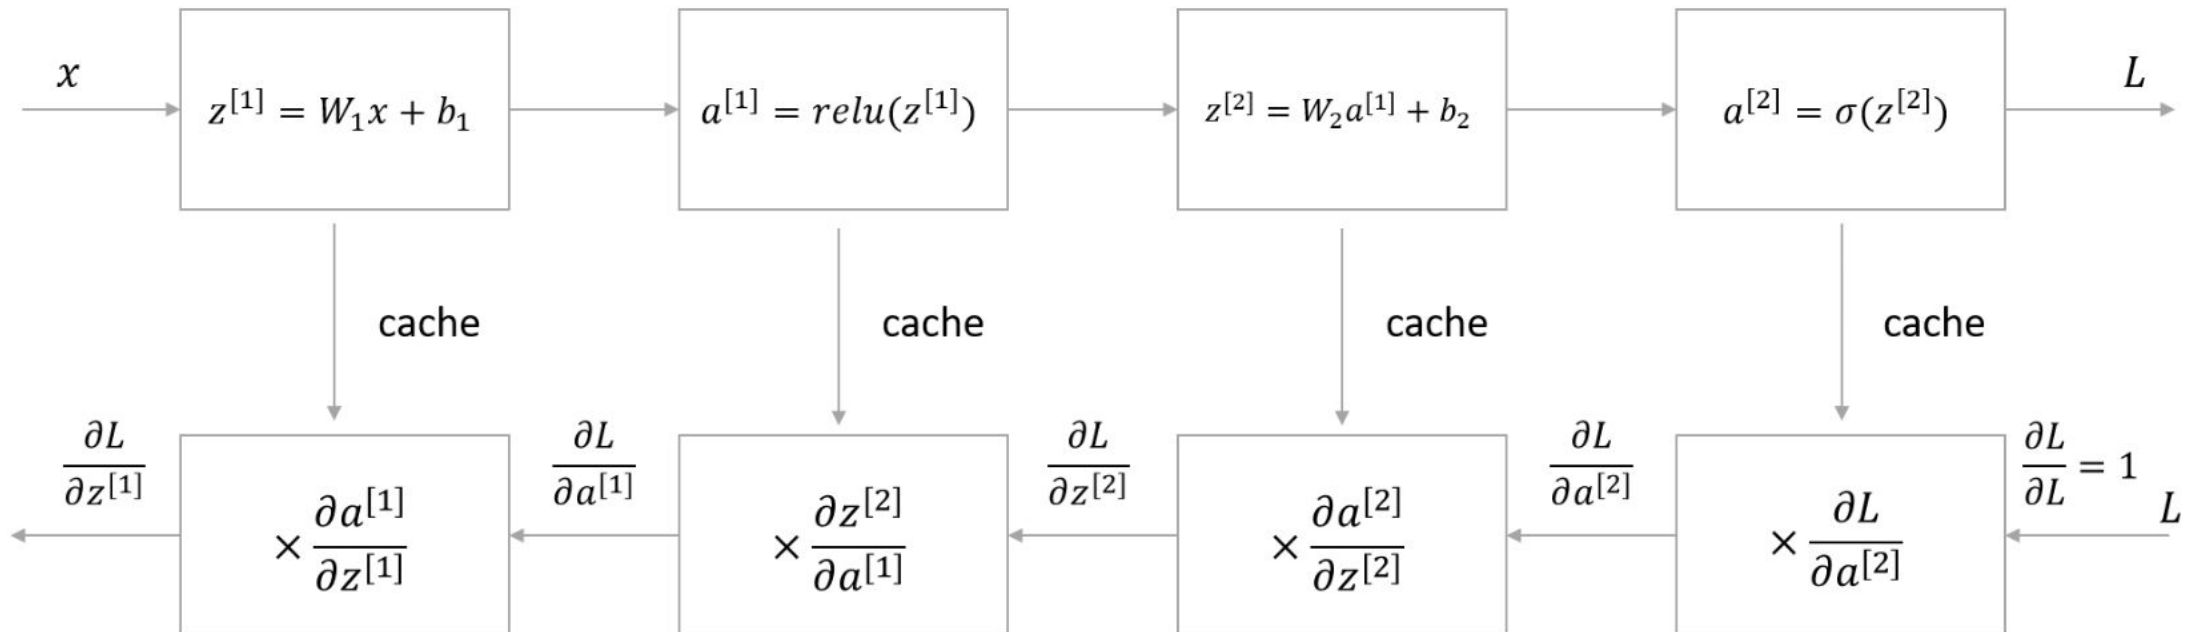 x
z^{[1]} = W_1x + b_1
a^{[1]} = relu(z^{[1]})
z^{[2]} = W_2a^{[1]} + b_2
a^{[2]} = σ(z^{[2]})
L
cache
cache
cache
cache
∂L/∂z^{[1]}
× ∂a^{[1]}/∂z^{[1]}
∂L/∂a^{[1]}
× ∂z^{[2]}/∂a^{[1]}
∂L/∂z^{[2]}
× ∂a^{[2]}/∂z^{[2]}
∂L/∂a^{[2]}
× ∂L/∂a^{[2]}
∂L/∂L = 1
L